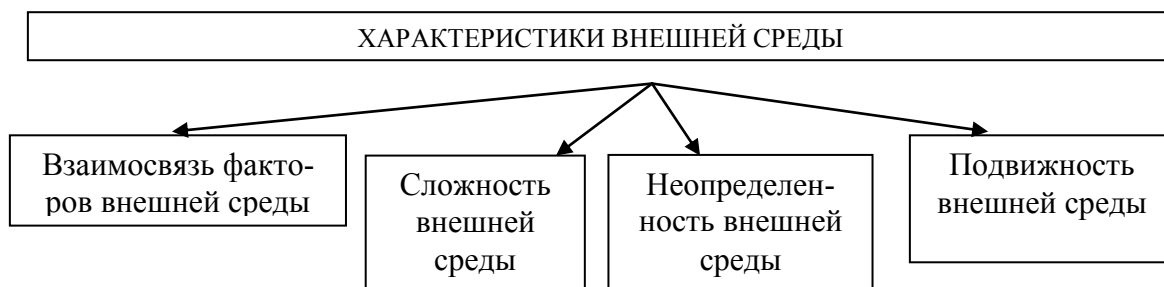 ХАРАКТЕРИСТИКИ ВНЕШНЕЙ СРЕДЫ
Взаимосвязь факто-
ров внешней среды
Сложность
внешней
среды
Неопределен-
ность внешней
среды
Подвижность
внешней среды